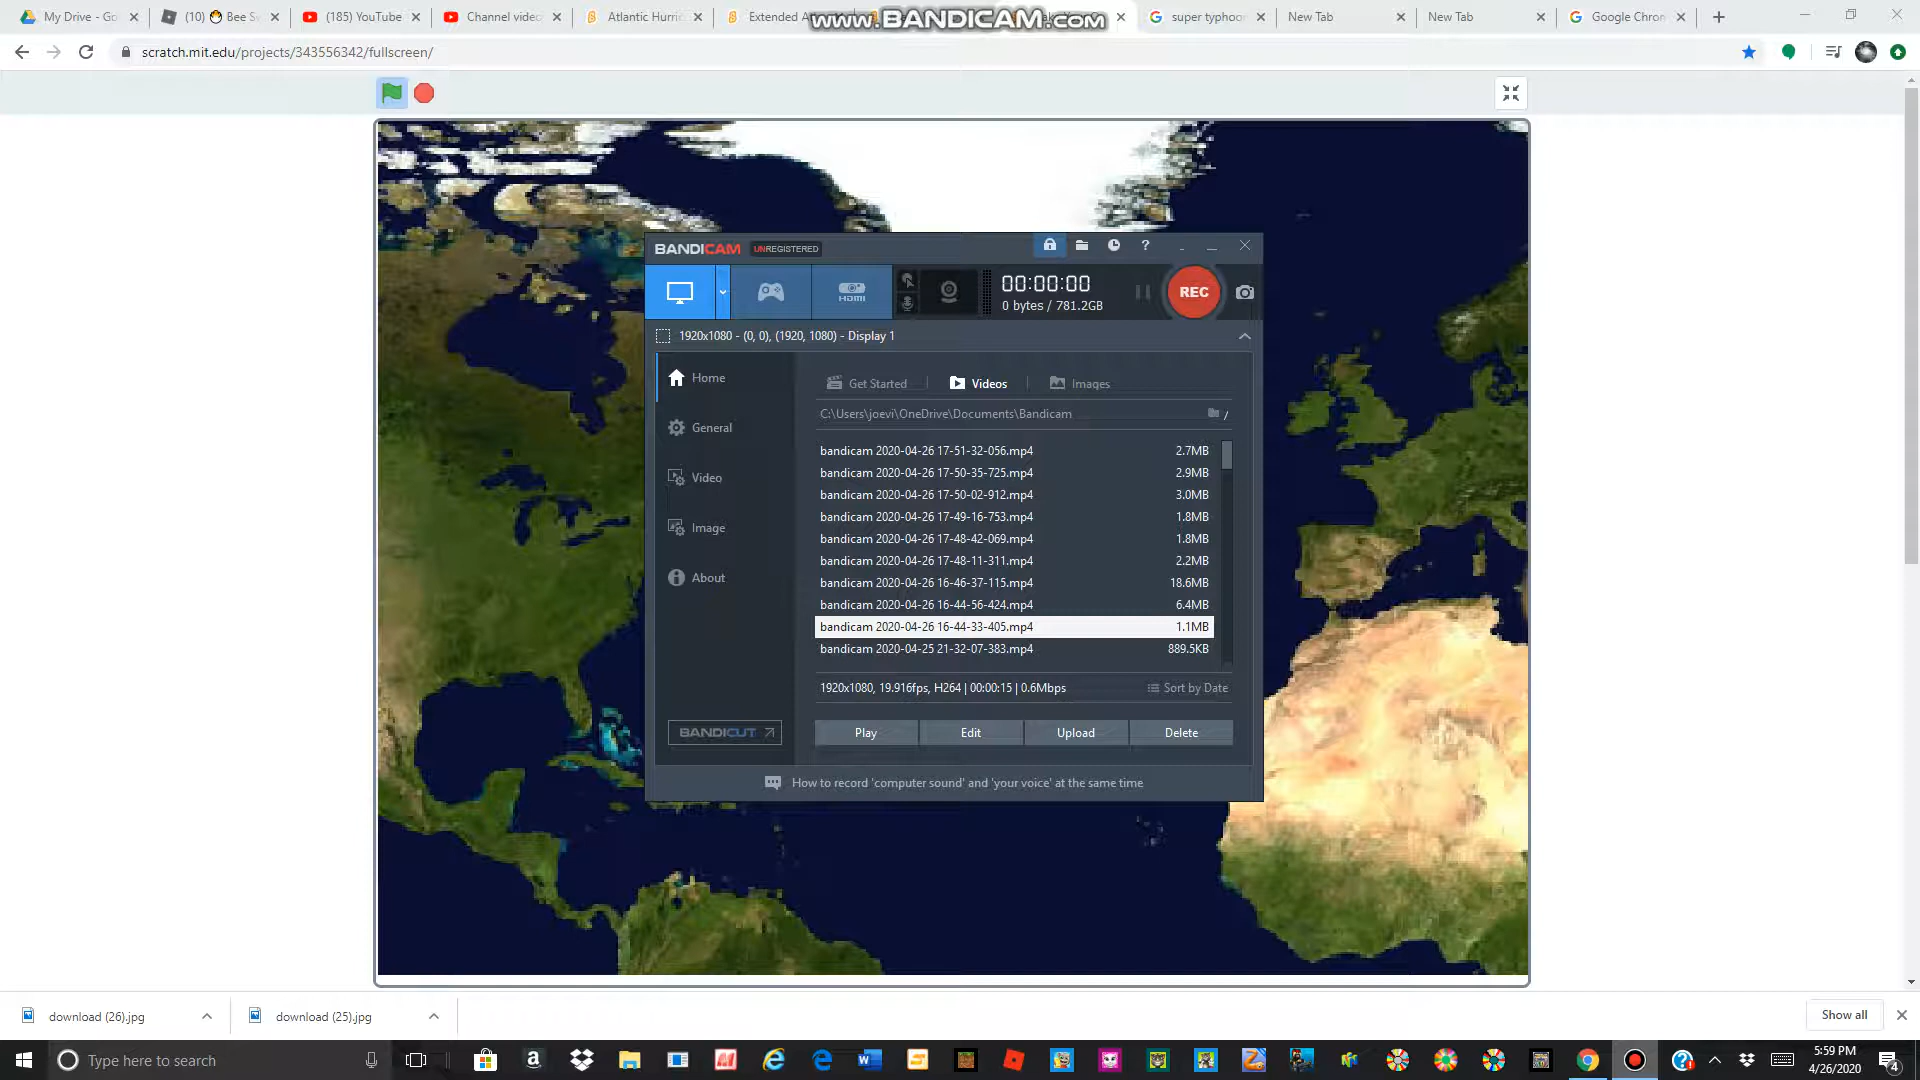 My Drive - Go
(10) 🐣 Bee S
(185) YouTube
Channel video
Atlantic Hurric
Extended A
www.BANDICAM.com
super typhoo
New Tab
New Tab
Google Chron
scratch.mit.edu/projects/343556342/fullscreen/
BANDICAM UNREGISTERED
?
HDMI
00:00:00
0 bytes / 781.2GB
REC
1920x1080 - (0, 0), (1920, 1080) - Display 1
Home
General
Video
Image
About
BANDICUT
Get Started
Videos
Images
C:\Users\joevi\OneDrive\Documents\Bandicam
bandicam 2020-04-26 17-51-32-056.mp4 2.7MB
bandicam 2020-04-26 17-50-35-725.mp4 2.9MB
bandicam 2020-04-26 17-50-02-912.mp4 3.0MB
bandicam 2020-04-26 17-49-16-753.mp4 1.8MB
bandicam 2020-04-26 17-48-42-069.mp4 1.8MB
bandicam 2020-04-26 17-48-11-311.mp4 2.2MB
bandicam 2020-04-26 16-46-37-115.mp4 18.6MB
bandicam 2020-04-26 16-44-56-424.mp4 6.4MB
bandicam 2020-04-26 16-44-33-405.mp4 1.1MB
bandicam 2020-04-25 21-32-07-383.mp4 889.5KB
1920x1080, 19.916fps, H264 | 00:00:15 | 0.6Mbps
Sort by Date
Play
Edit
Upload
Delete
How to record 'computer sound' and 'your voice' at the same time
download (26).jpg
download (25).jpg
Show all
Type here to search
5:59 PM
4/26/2020
4